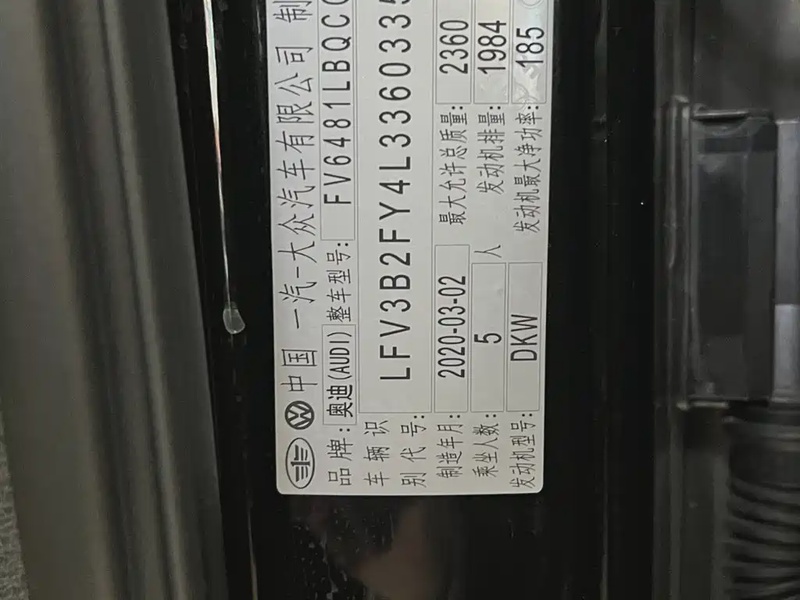 中国 一汽-大众汽车有限公司 制
品牌: 奥迪(AUDI) 整车型号: FV6481LBQC
车辆识别代号: LFV3B2FY4L3360335
制造年月: 2020-03-02 最大允许总质量: 2360
乘坐人数: 5 人 发动机排量: 1984
发动机型号: DKW 发动机最大净功率: 185